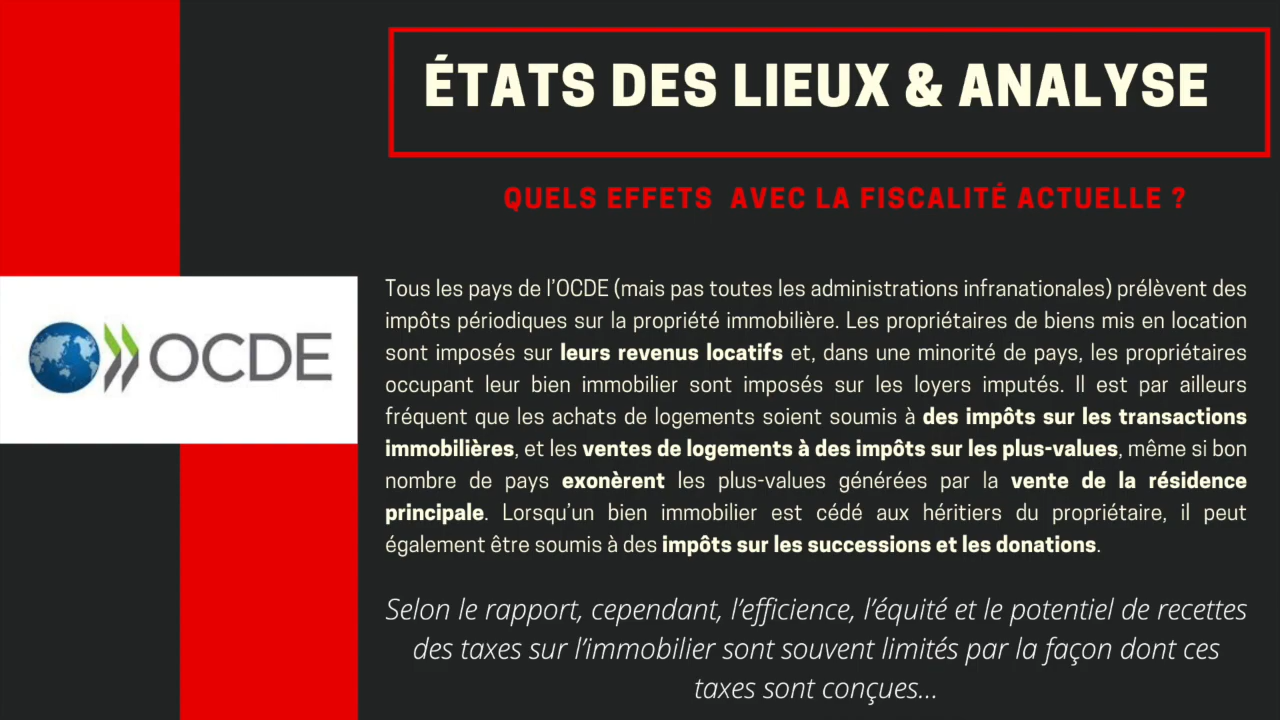 ÉTATS DES LIEUX & ANALYSE
QUELS EFFETS AVEC LA FISCALITÉ ACTUELLE ?
OCDE
Tous les pays de l'OCDE (mais pas toutes les administrations infranationales) prélèvent des
impôts périodiques sur la propriété immobilière. Les propriétaires de biens mis en location
sont imposés sur leurs revenus locatifs et, dans une minorité de pays, les propriétaires
occupant leur bien immobilier sont imposés sur les loyers imputés. Il est par ailleurs
fréquent que les achats de logements soient soumis à des impôts sur les transactions
immobilières, et les ventes de logements à des impôts sur les plus-values, même si bon
nombre de pays exonèrent les plus-values générées par la vente de la résidence
principale. Lorsqu'un bien immobilier est cédé aux héritiers du propriétaire, il peut
également être soumis à des impôts sur les successions et les donations.
Selon le rapport, cependant, l'efficience, l'équité et le potentiel de recettes
des taxes sur l'immobilier sont souvent limités par la façon dont ces
taxes sont conçues...